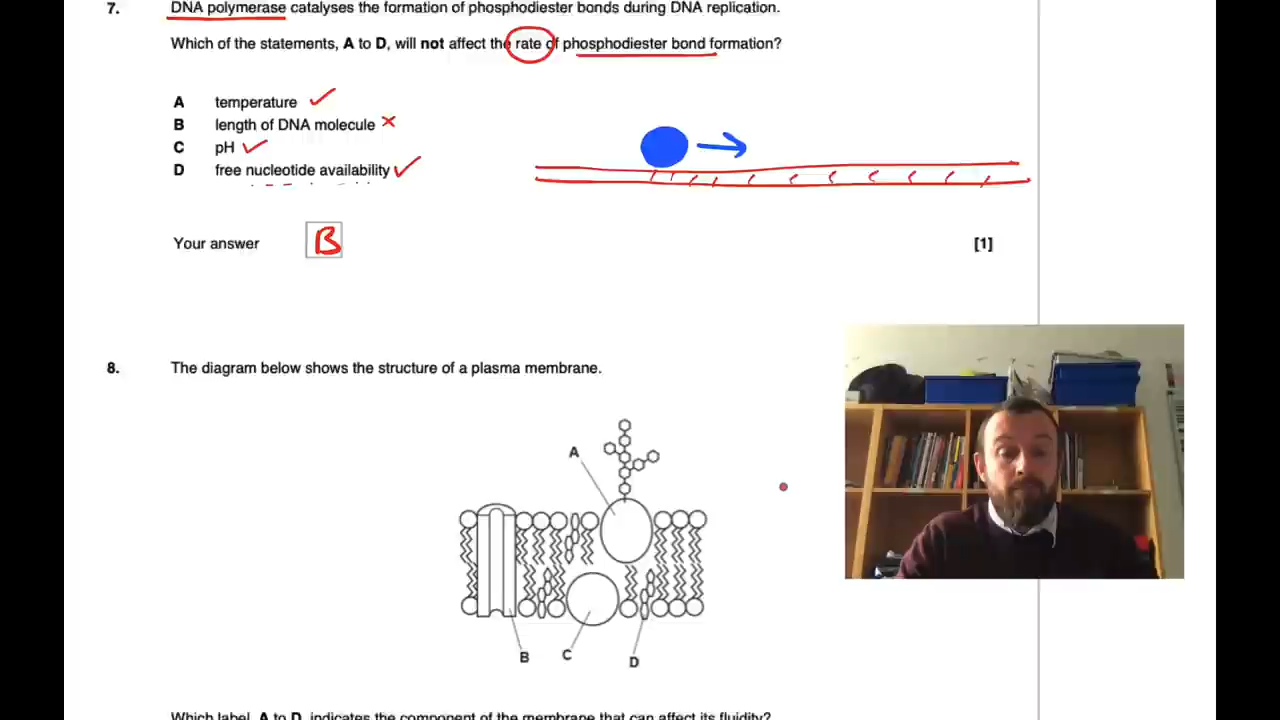 7. DNA polymerase catalyses the formation of phosphodiester bonds during DNA replication.
Which of the statements, A to D, will not affect the rate of phosphodiester bond formation?
A temperature ✓
B length of DNA molecule ✗
C pH ✓
D free nucleotide availability ✓
Your answer B [1]
8. The diagram below shows the structure of a plasma membrane.
A
B C D
Which label, A to D, indicates the component of the membrane that can affect its fluidity?